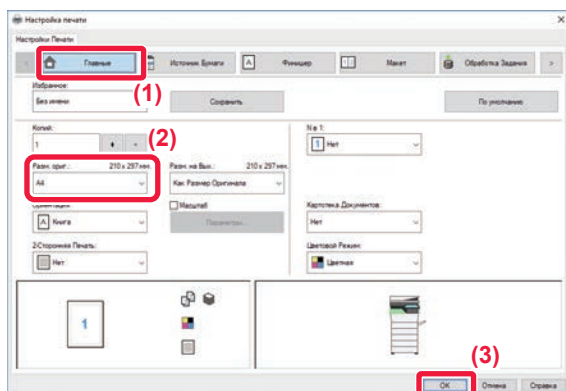 Настройка печати
Настройки Печати
Главные Источник Бумаги Финишер Макет Обработка Задания
Избранное:
Без имени Сохранить По умолчанию
(1)
Копий:
1 + -
(2)
N в 1:
1 Нет
Разм. ориг.: 210 x 297 мм. Разм. на Вых.: 210 x 297 мм.
A4 Как Размер Оригинала
Ориентация:
A Книга
Масштаб
Параметры...
Картотека Документов:
Нет
2-Сторонняя Печать:
Нет
Цветовой Режим:
Цветная
1
(3)
OK Отмена Справка